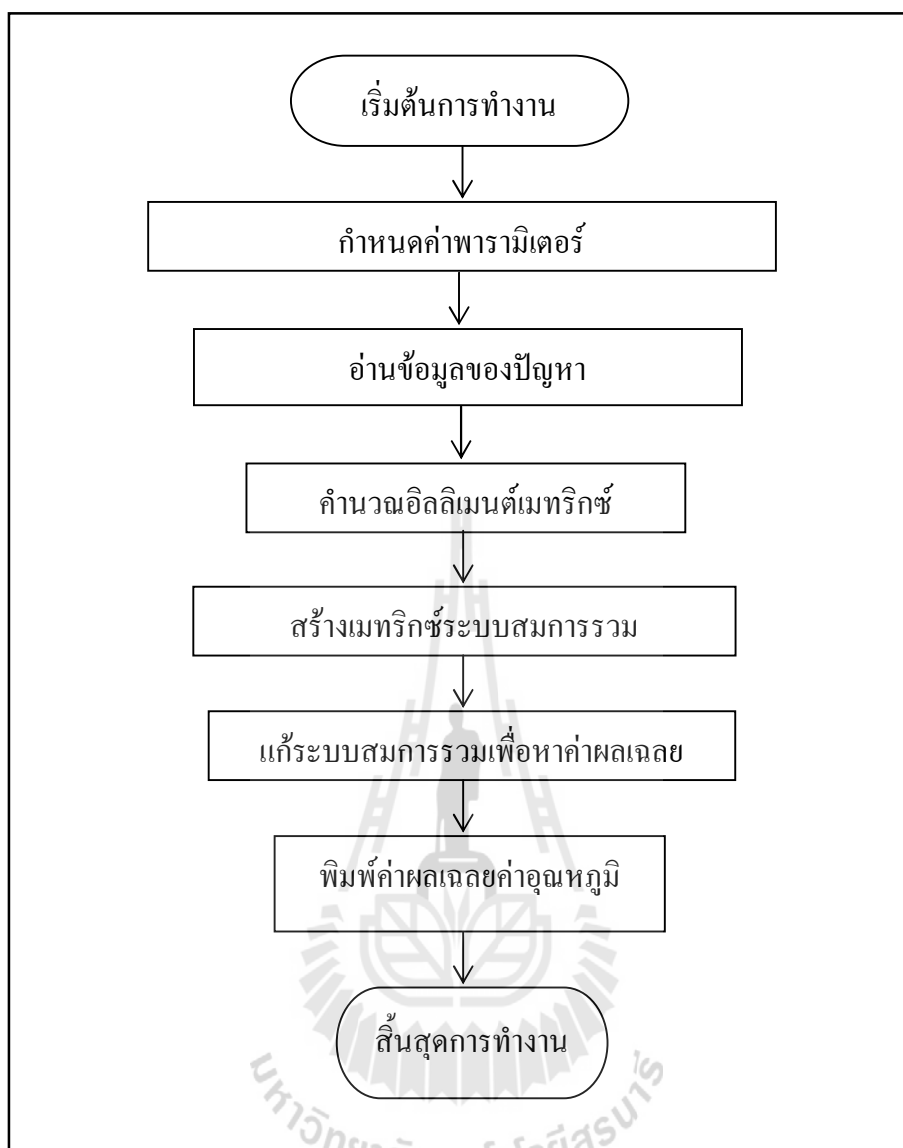 เริ่มต้นการทำงาน
กำหนดค่าพารามิเตอร์
อ่านข้อมูลของปัญหา
คำนวณอิลลิเมนต์เมทริกซ์
สร้างเมทริกซ์ระบบสมการรวม
แก้ระบบสมการรวมเพื่อหาค่าผลเฉลย
พิมพ์ค่าผลเฉลยค่าอุณหภูมิ
สิ้นสุดการทำงาน